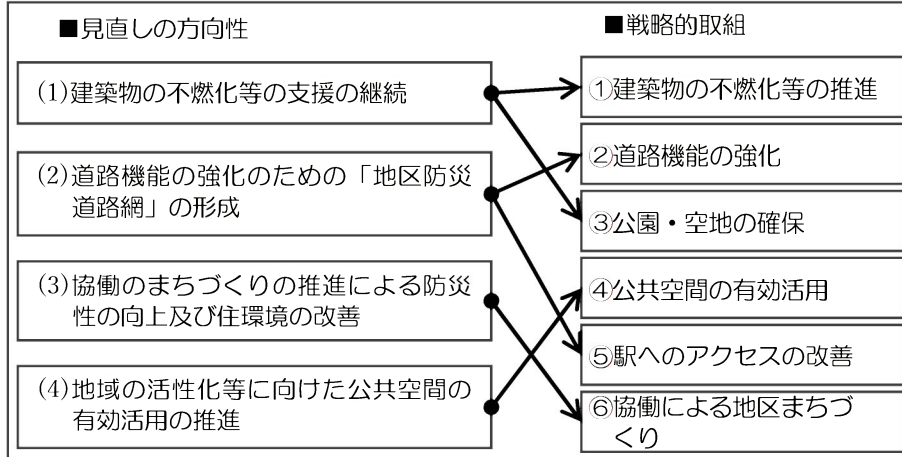 ■見直しの方向性
(1)建築物の不燃化等の支援の継続
(2)道路機能の強化のための「地区防災
道路網」の形成
(3)協働のまちづくりの推進による防災
性の向上及び住環境の改善
(4)地域の活性化等に向けた公共空間の
有効活用の推進
■戦略的取組
①建築物の不燃化等の推進
②道路機能の強化
③公園・空地の確保
④公共空間の有効活用
⑤駅へのアクセスの改善
⑥協働による地区まちづ
くり